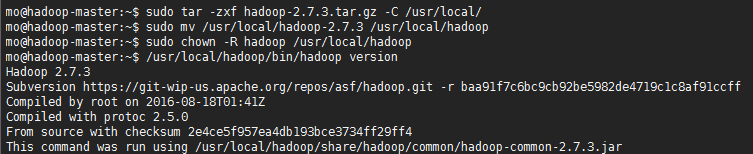 mo@hadoop-master:~$ sudo tar -zxf hadoop-2.7.3.tar.gz -C /usr/local/
mo@hadoop-master:~$ sudo mv /usr/local/hadoop-2.7.3 /usr/local/hadoop
mo@hadoop-master:~$ sudo chown -R hadoop /usr/local/hadoop
mo@hadoop-master:~$ /usr/local/hadoop/bin/hadoop version
Hadoop 2.7.3
Subversion https://git-wip-us.apache.org/repos/asf/hadoop.git -r baa91f7c6bc9cb92be5982de4719c1c8af91ccff
Compiled by root on 2016-08-18T01:41Z
Compiled with protoc 2.5.0
From source with checksum 2e4ce5f957ea4db193bce3734ff29ff4
This command was run using /usr/local/hadoop/share/hadoop/common/hadoop-common-2.7.3.jar